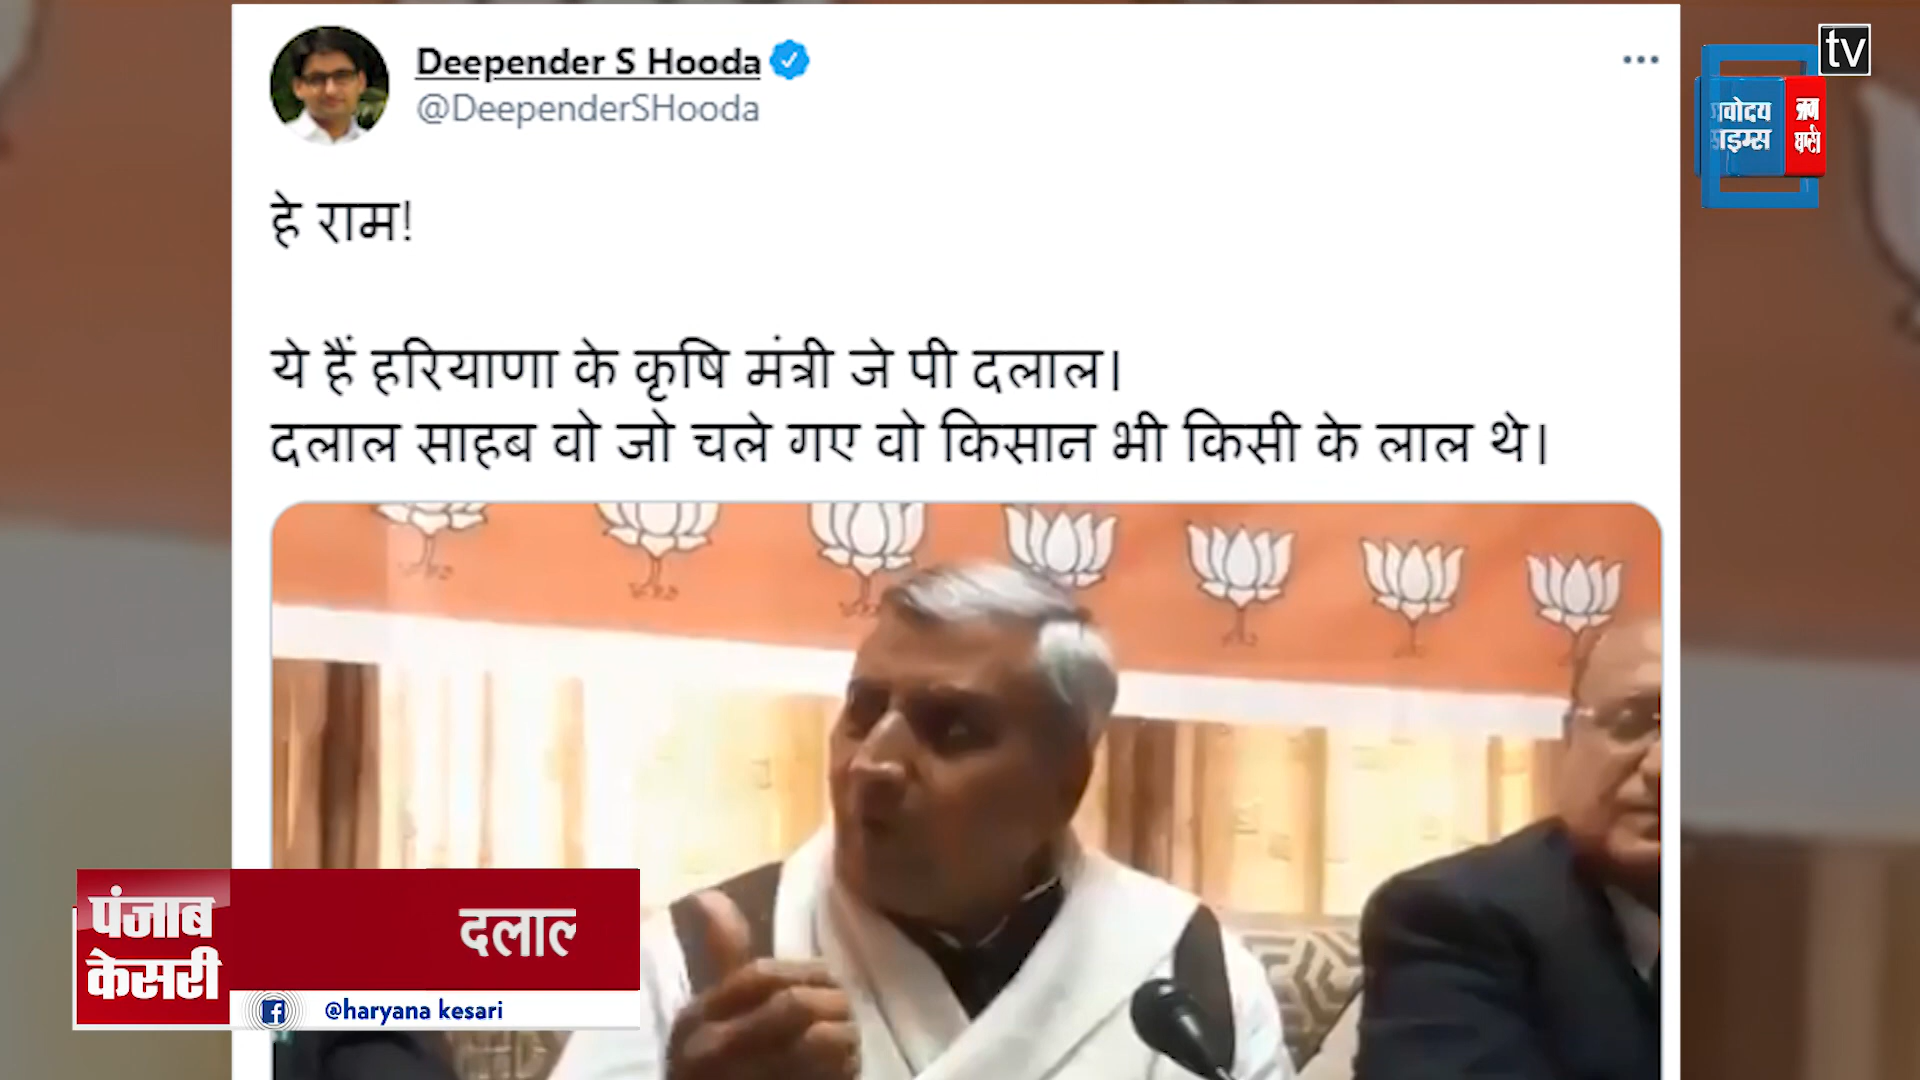 Deepender S Hooda
@DeependerSHooda
हे राम!
ये हैं हरियाणा के कृषि मंत्री जे पी दलाल।
दलाल साहब वो जो चले गए वो किसान भी किसी के लाल थे।
tv
पंजाब
केसरी
दलाल
@haryana kesari